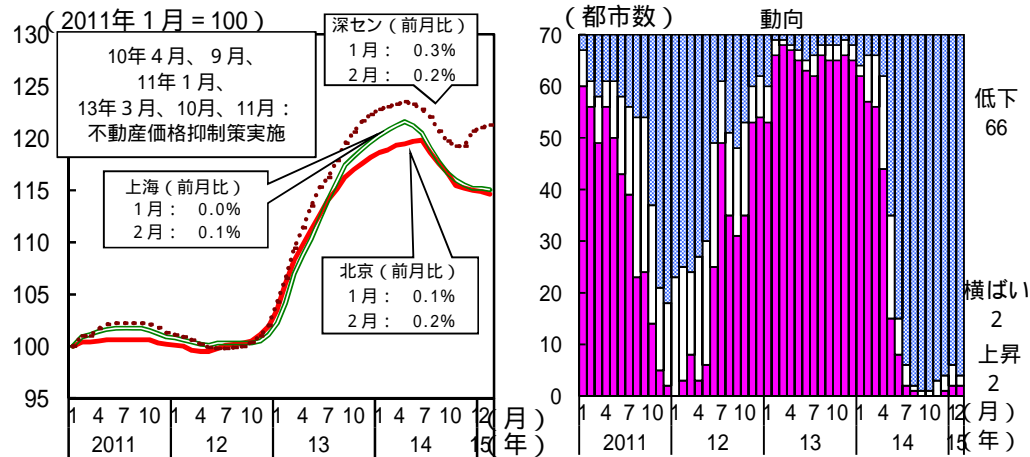 (2011年1月=100)
130
125
120
115
110
105
100
95
10年4月、9月、
11年1月、
13年3月、10月、11月:
不動産価格抑制策実施
深セン(前月比)
1月: 0.3%
2月: 0.2%
上海(前月比)
1月: 0.0%
2月: 0.1%
北京(前月比)
1月: 0.1%
2月: 0.2%
1 4 7 10 1 4 7 10 1 4 7 10 1 4 7 10 12 (月)
2011 12 13 14 15 (年)
(都市数) 動向
70
60
50
40
30
20
10
0
低下
66
横ばい
2
上昇
2
1 4 7 10 1 4 7 10 1 4 7 10 1 4 7 10 1 2 (月)
2011 12 13 14 15 (年)